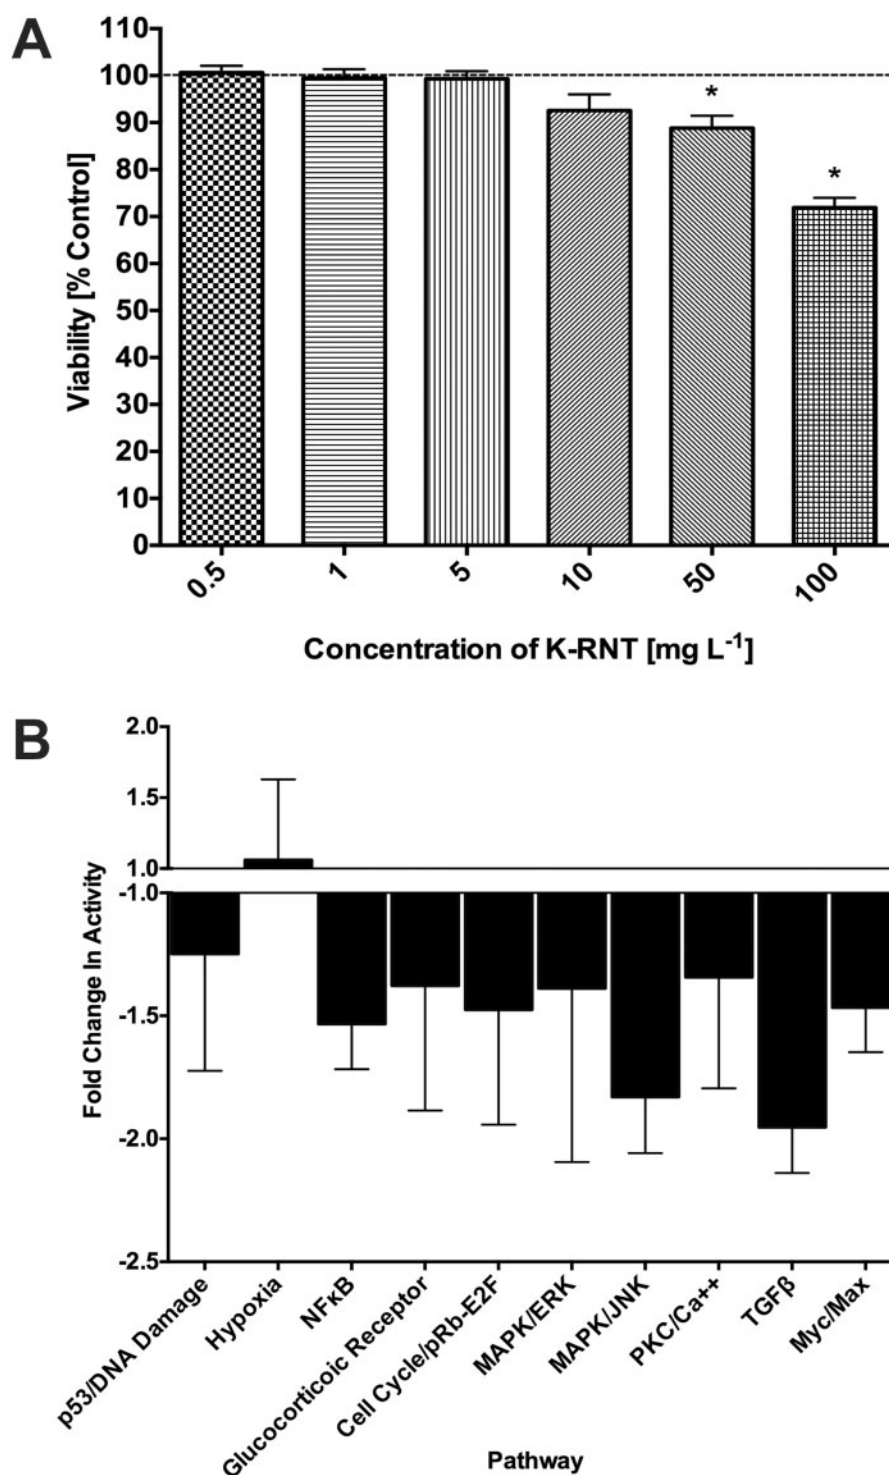 A
110
100
90
80
70
60
50
40
30
20
10
0
Viability [% Control]
*
*
0.5
1
5
10
50
100
Concentration of K-RNT [mg L-1]
B
2.0
1.5
1.0
-1.0
-1.5
-2.0
-2.5
Fold Change In Activity
p53/DNA Damage
Hypoxia
NFκB
Glucocorticoic Receptor
Cell Cycle/pRb-E2F
MAPK/ERK
MAPK/JNK
PKC/Ca++
TGFβ
Myc/Max
Pathway